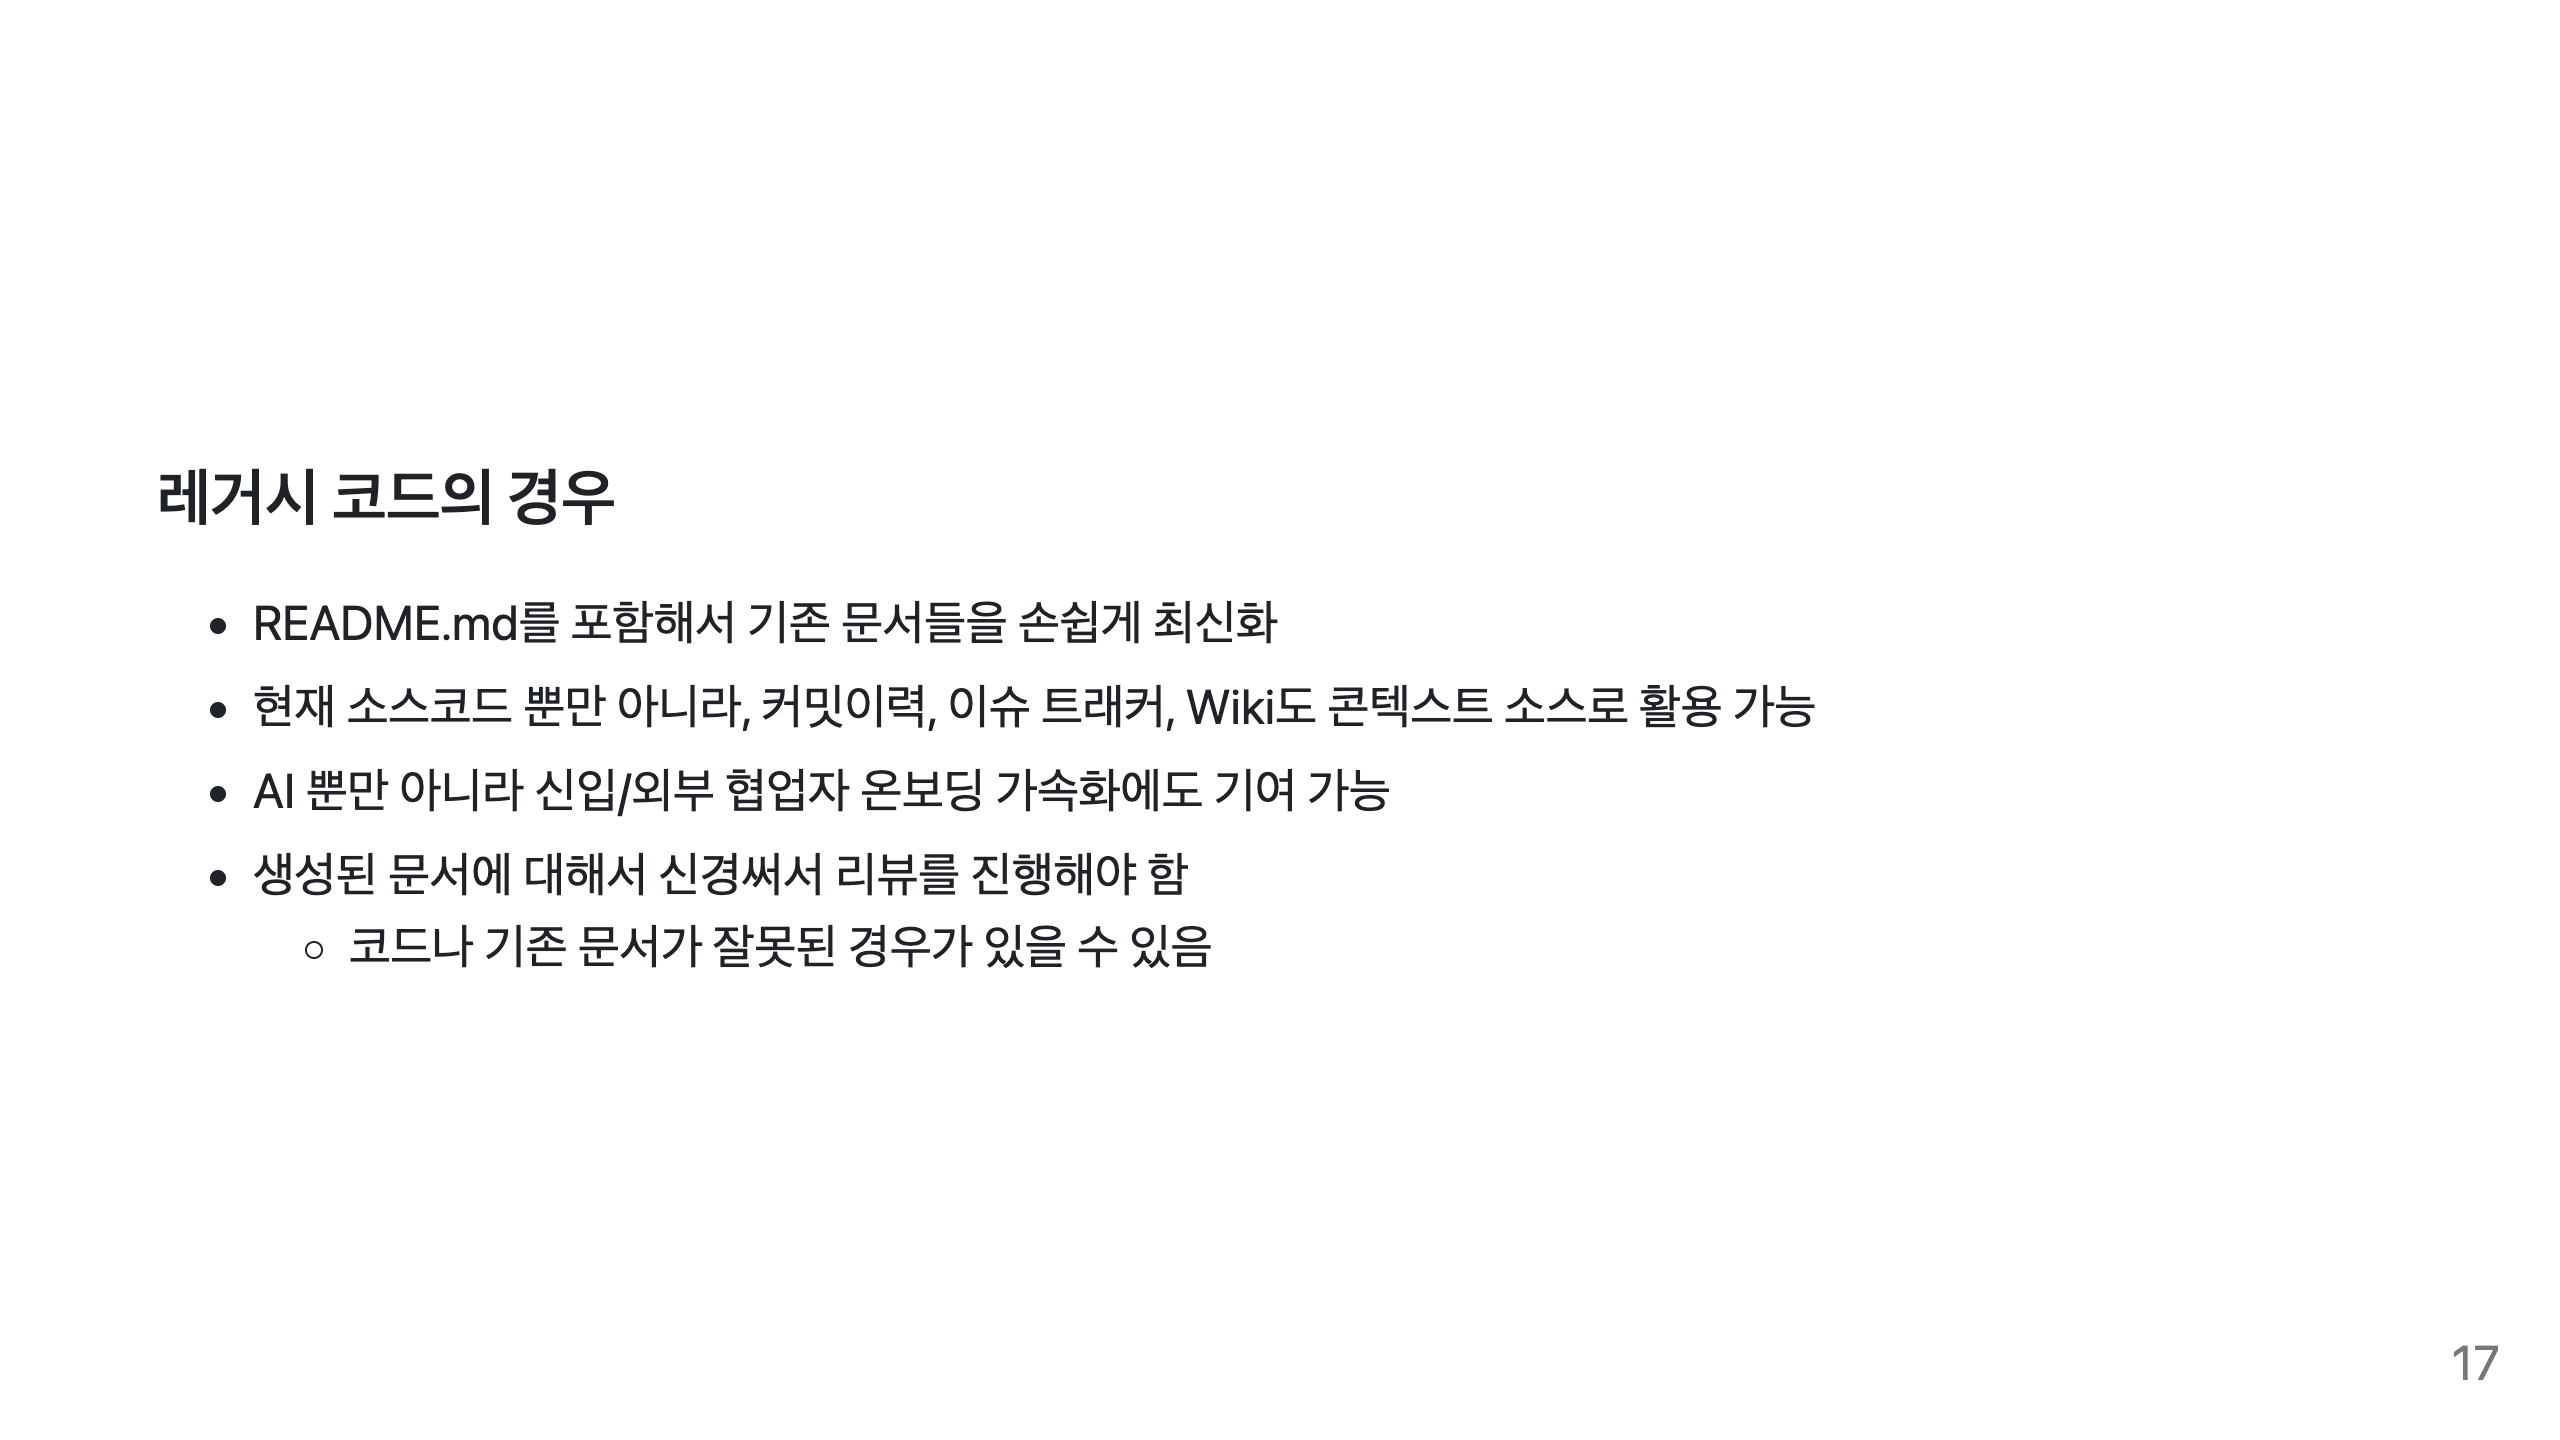 레거시 코드의 경우
README.md를 포함해서 기존 문서들을 손쉽게 최신화
현재 소스코드 뿐만 아니라, 커밋이력, 이슈 트래커, Wiki도 콘텍스트 소스로 활용 가능
AI 뿐만 아니라 신입/외부 협업자 온보딩 가속화에도 기여 가능
생성된 문서에 대해서 신경써서 리뷰를 진행해야 함
코드나 기존 문서가 잘못된 경우가 있을 수 있음
17